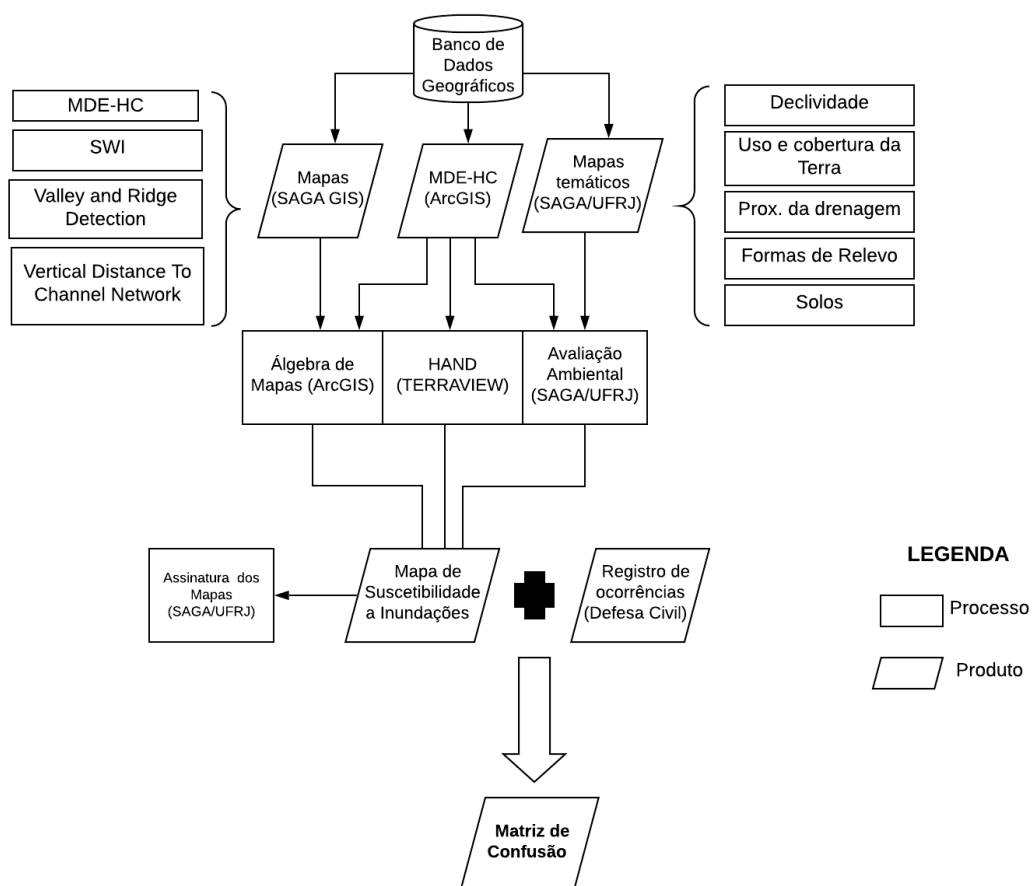 Banco de
Dados
Geográficos
MDE-HC
SWI
Valley and Ridge
Detection
Vertical Distance To
Channel Network
Mapas
(SAGA GIS)
MDE-HC
(ArcGIS)
Mapas
temáticos
(SAGA/UFRJ)
Declividade
Uso e cobertura da
Terra
Prox. da drenagem
Formas de Relevo
Solos
Álgebra de
Mapas (ArcGIS)
HAND
(TERRAVIEW)
Avaliação
Ambiental
(SAGA/UFRJ)
Assinatura dos
Mapas
(SAGA/UFRJ)
Mapa de
Suscetibilidade
a Inundações
Registro de
ocorrências
(Defesa Civil)
LEGENDA
Processo
Produto
Matriz de
Confusão